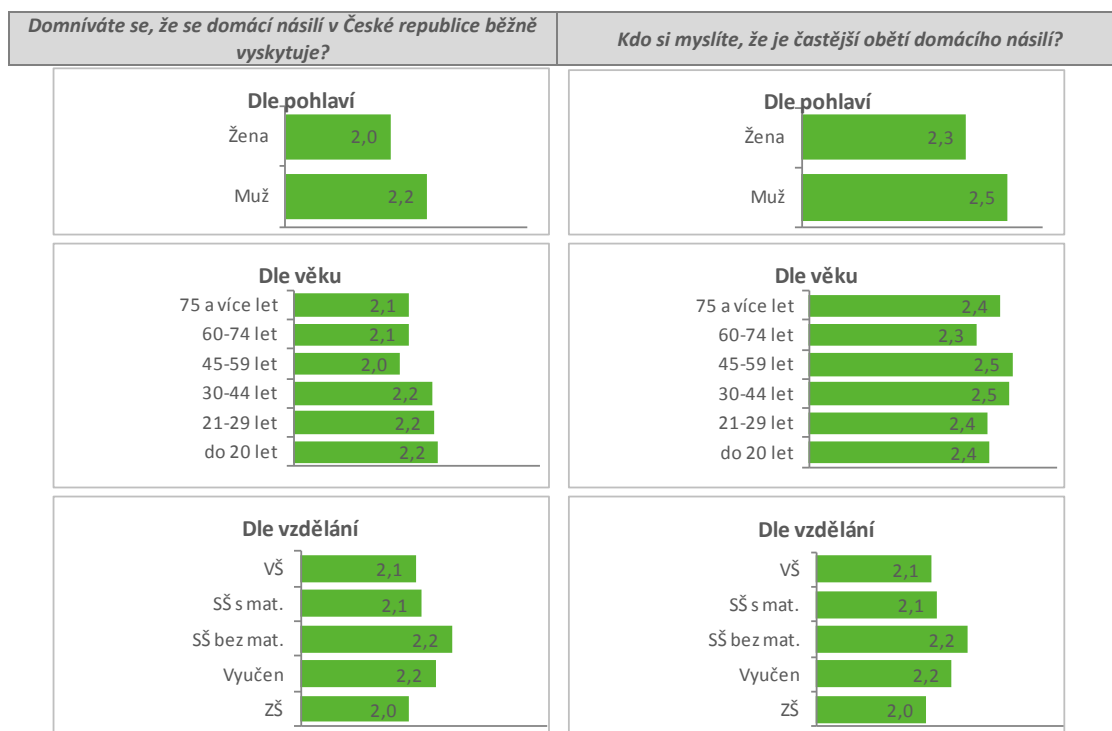 Domníváte se, že se domácí násilí v České republice běžně
vyskytuje?
Kdo si myslíte, že je častější obětí domácího násilí?
Dle pohlaví
Žena 2,0
Muž 2,2
Dle pohlaví
Žena 2,3
Muž 2,5
Dle věku
75 a více let 2,1
60-74 let 2,1
45-59 let 2,0
30-44 let 2,2
21-29 let 2,2
do 20 let 2,2
Dle věku
75 a více let 2,4
60-74 let 2,3
45-59 let 2,5
30-44 let 2,5
21-29 let 2,4
do 20 let 2,4
Dle vzdělání
VŠ 2,1
SŠ s mat. 2,1
SŠ bez mat. 2,2
Vyučen 2,2
ZŠ 2,0
Dle vzdělání
VŠ 2,1
SŠ s mat. 2,1
SŠ bez mat. 2,2
Vyučen 2,2
ZŠ 2,0